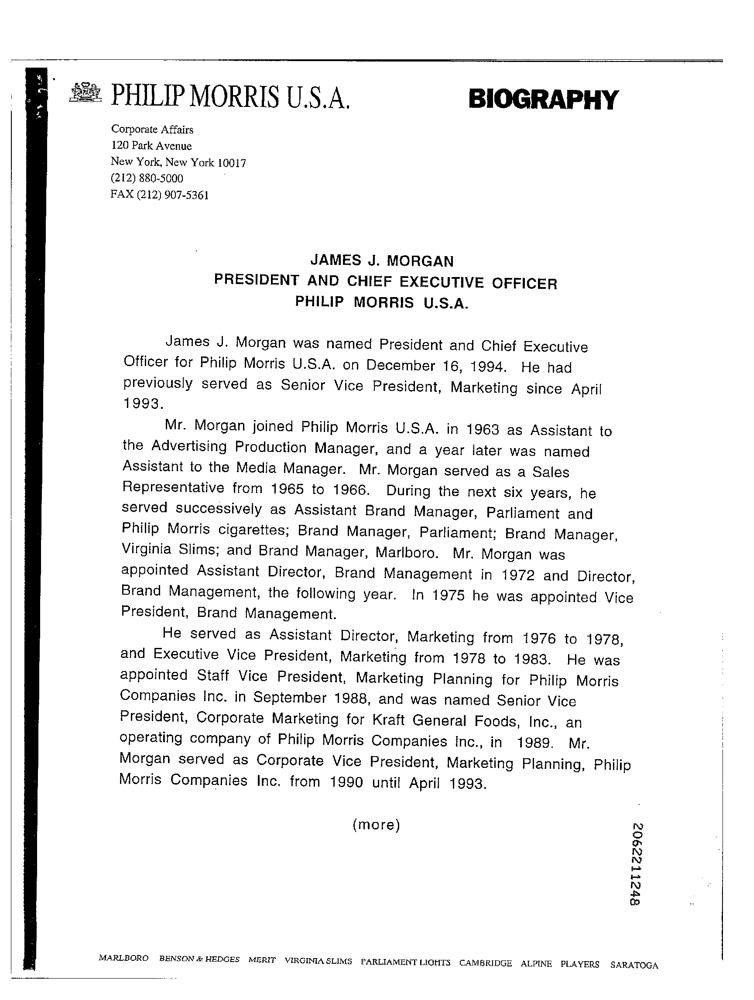 PHILIP MORRIS U.S.A.
BIOGRAPHY
Corporate Affairs
120 Park Avenue
New York, New York 10017
(212) 880-5000
FAX (212) 907-5361
JAMES J. MORGAN
PRESIDENT AND CHIEF EXECUTIVE OFFICER
PHILIP MORRIS U.S.A.
James J. Morgan was named President and Chief Executive
Officer for Philip Morris U.S.A. on December 16, 1994. He had
previously served as Senior Vice President, Marketing since April
1993.
Mr. Morgan joined Philip Morris U.S.A. in 1963 as Assistant to
the Advertising Production Manager, and a year later was named
Assistant to the Media Manager. Mr. Morgan served as a Sales
Representative from 1965 to 1966. During the next six years, he
served successively as Assistant Brand Manager, Parliament and
Philip Morris cigarettes; Brand Manager, Parliament; Brand Manager,
Virginia Slims; and Brand Manager, Marlboro. Mr. Morgan was
appointed Assistant Director, Brand Management in 1972 and Director,
Brand Management, the following year. In 1975 he was appointed Vice
President, Brand Management.
He served as Assistant Director, Marketing from 1976 to 1978,
and Executive Vice President, Marketing from 1978 to 1983. He was
appointed Staff Vice President, Marketing Planning for Philip Morris
Companies Inc. in September 1988, and was named Senior Vice
President, Corporate Marketing for Kraft General Foods, Inc., an
operating company of Philip Morris Companies Inc., in 1989. Mr.
Morgan served as Corporate Vice President, Marketing Planning, Philip
Morris Companies Inc. from 1990 until April 1993.
(more)
2062211248
MARLBORO BENSON & HEDGES MERIT VIRGINIA SLIMS PARLIAMENT LIGHTS CAMBRIDGE ALPINE PLAYERS SARATOGA